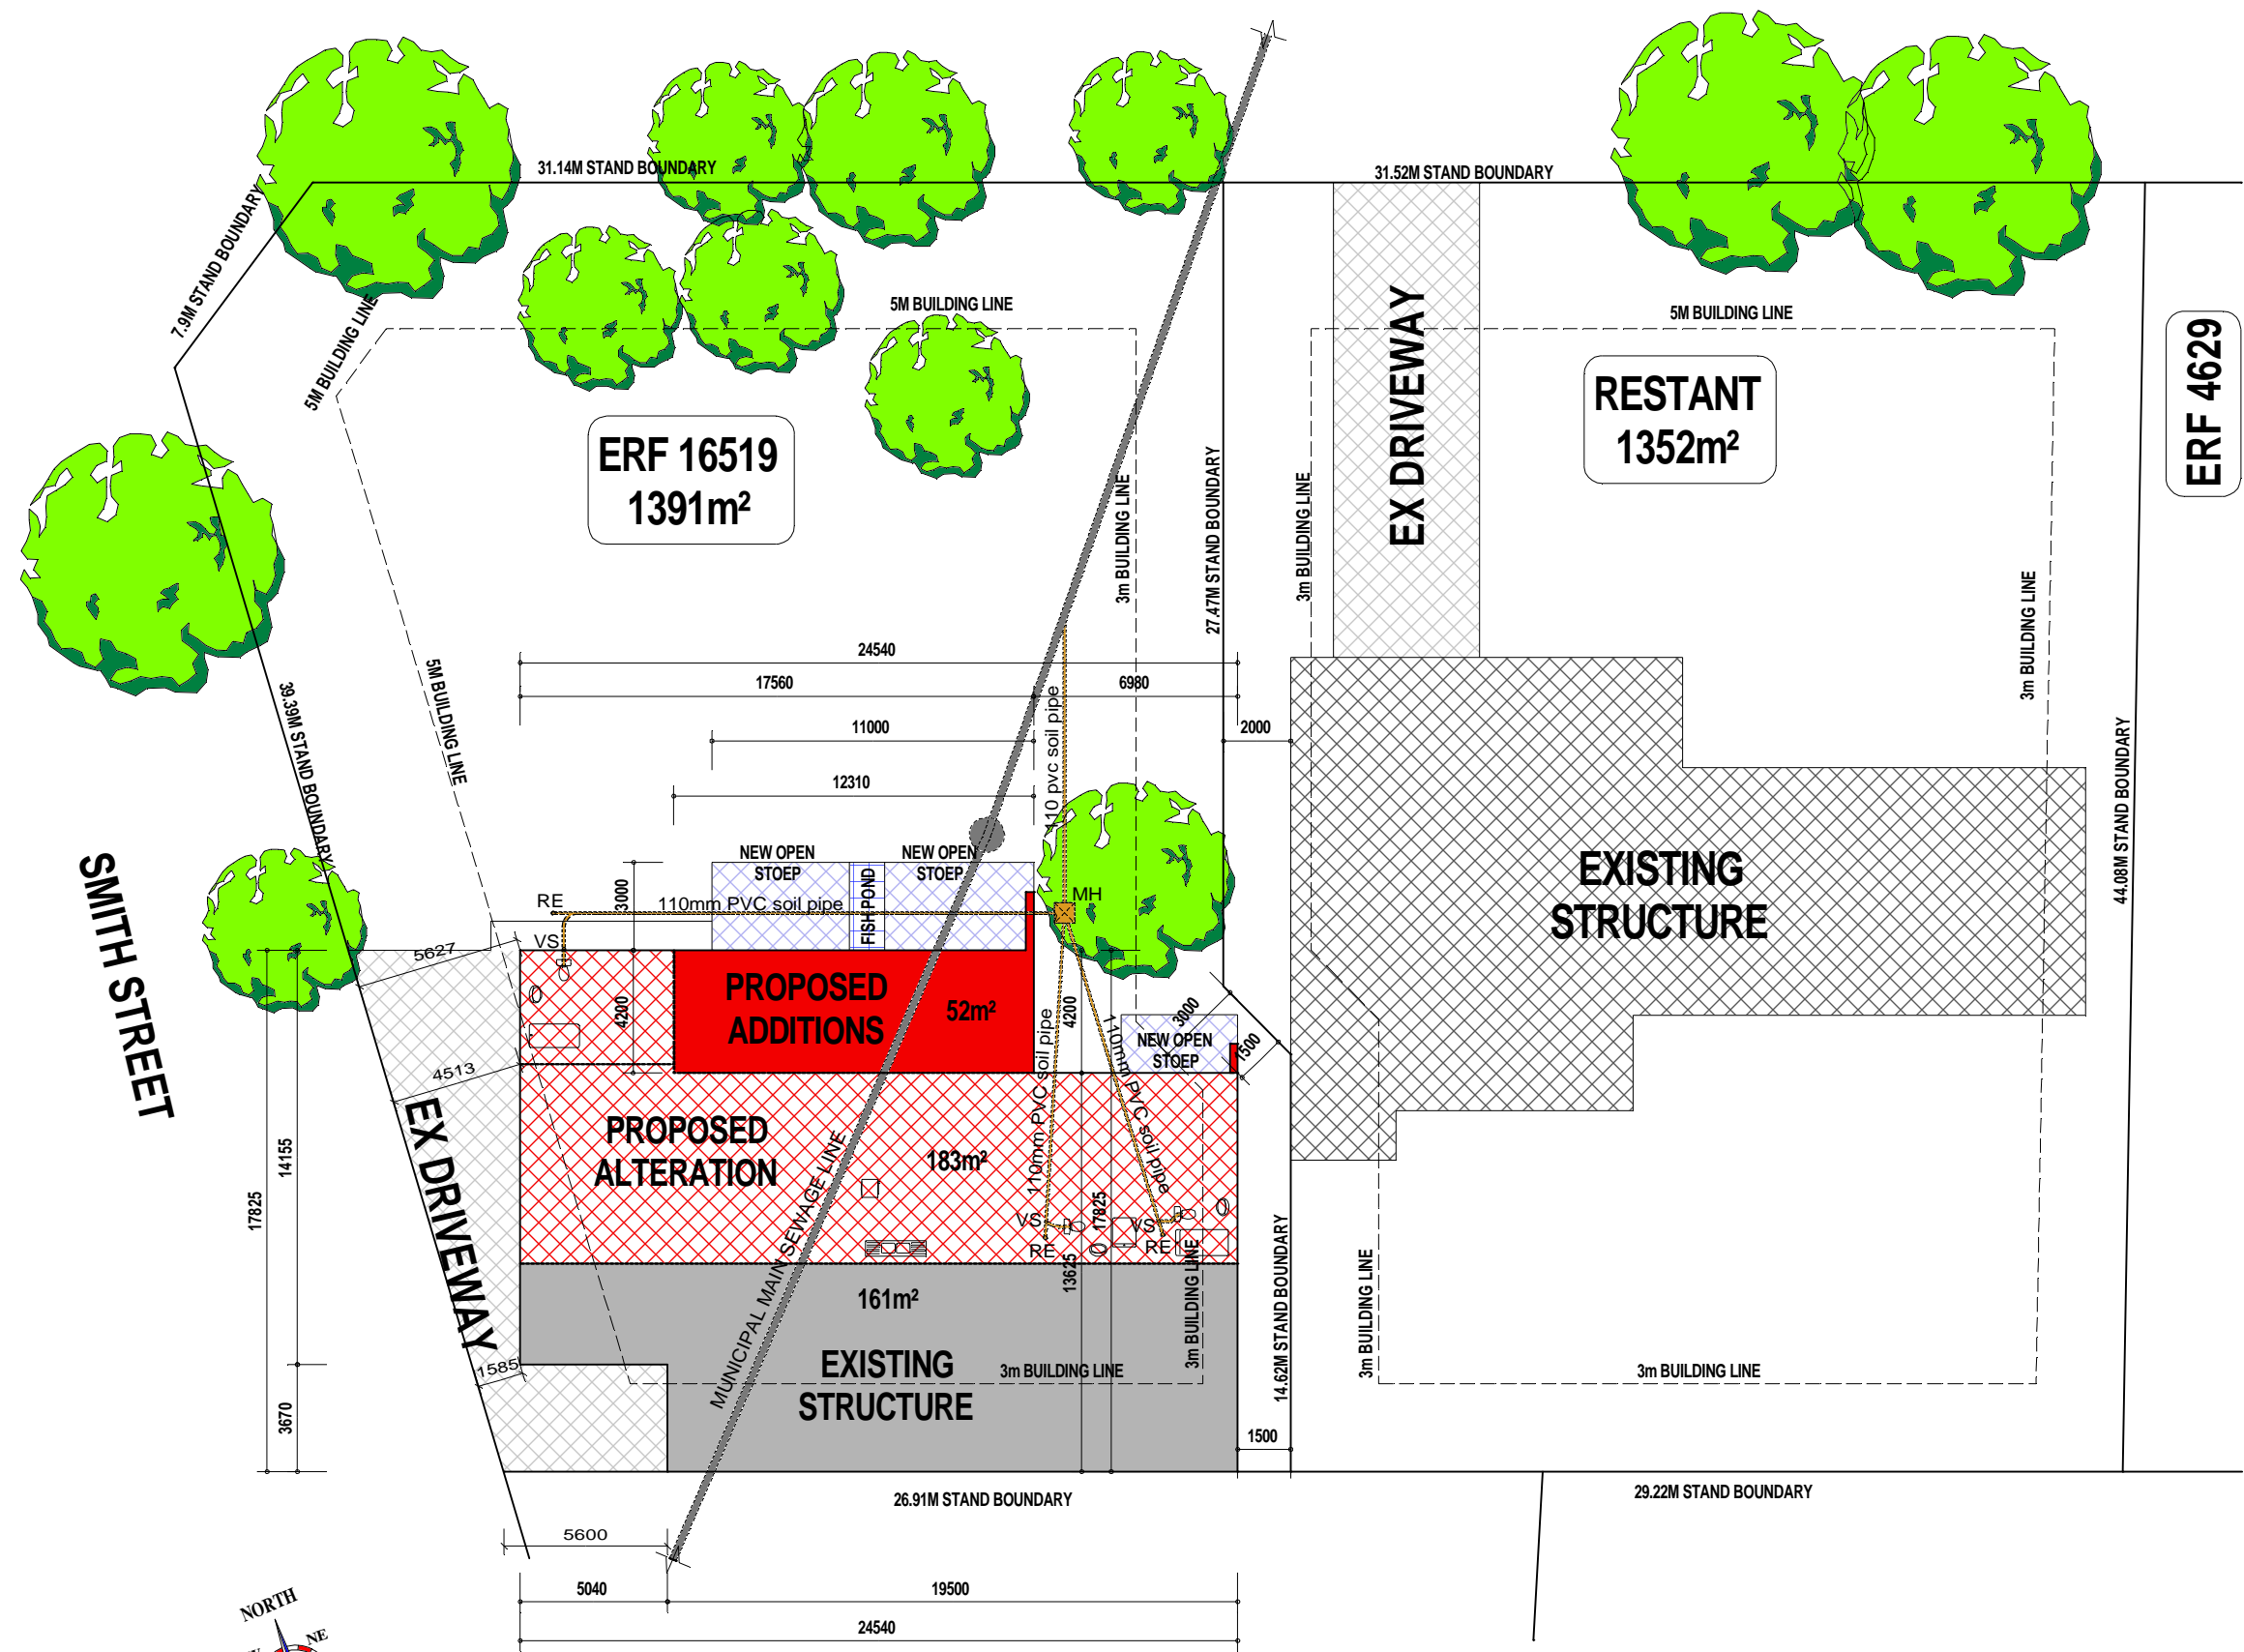 31.14M STAND BOUNDARY
31.52M STAND BOUNDARY
7.9M STAND BOUNDARY
5M BUILDING LINE
5M BUILDING LINE
5M BUILDING LINE
ERF 16519
1391m²
EX DRIVEWAY
RESTANT
1352m²
ERF 4629
3m BUILDING LINE
27.47M STAND BOUNDARY
3m BUILDING LINE
3m BUILDING LINE
39.39M STAND BOUNDARY
5M BUILDING LINE
24540
17560
6980
11000
2000
12310
110 pvc soil pipe
44.08M STAND BOUNDARY
SMITH STREET
NEW OPEN
STOEP
NEW OPEN
STOEP
FISH POND
3000
RE
110mm PVC soil pipe
MH
VS
EXISTING
STRUCTURE
5627
4200
PROPOSED
ADDITIONS
52m²
4200
110mm PVC soil pipe
110mm PVC soil pipe
3000
NEW OPEN
STOEP
1500
4513
EX DRIVEWAY
PROPOSED
ALTERATION
183m²
MUNICIPAL MAIN SEWAGE LINE
14155
17825
17825
VS
RE
VS
RE
13625
3m BUILDING LINE
14.62M STAND BOUNDARY
3m BUILDING LINE
161m²
EXISTING
STRUCTURE
3m BUILDING LINE
3m BUILDING LINE
1585
3670
1500
26.91M STAND BOUNDARY
29.22M STAND BOUNDARY
5600
5040
19500
24540
NORTH
NE